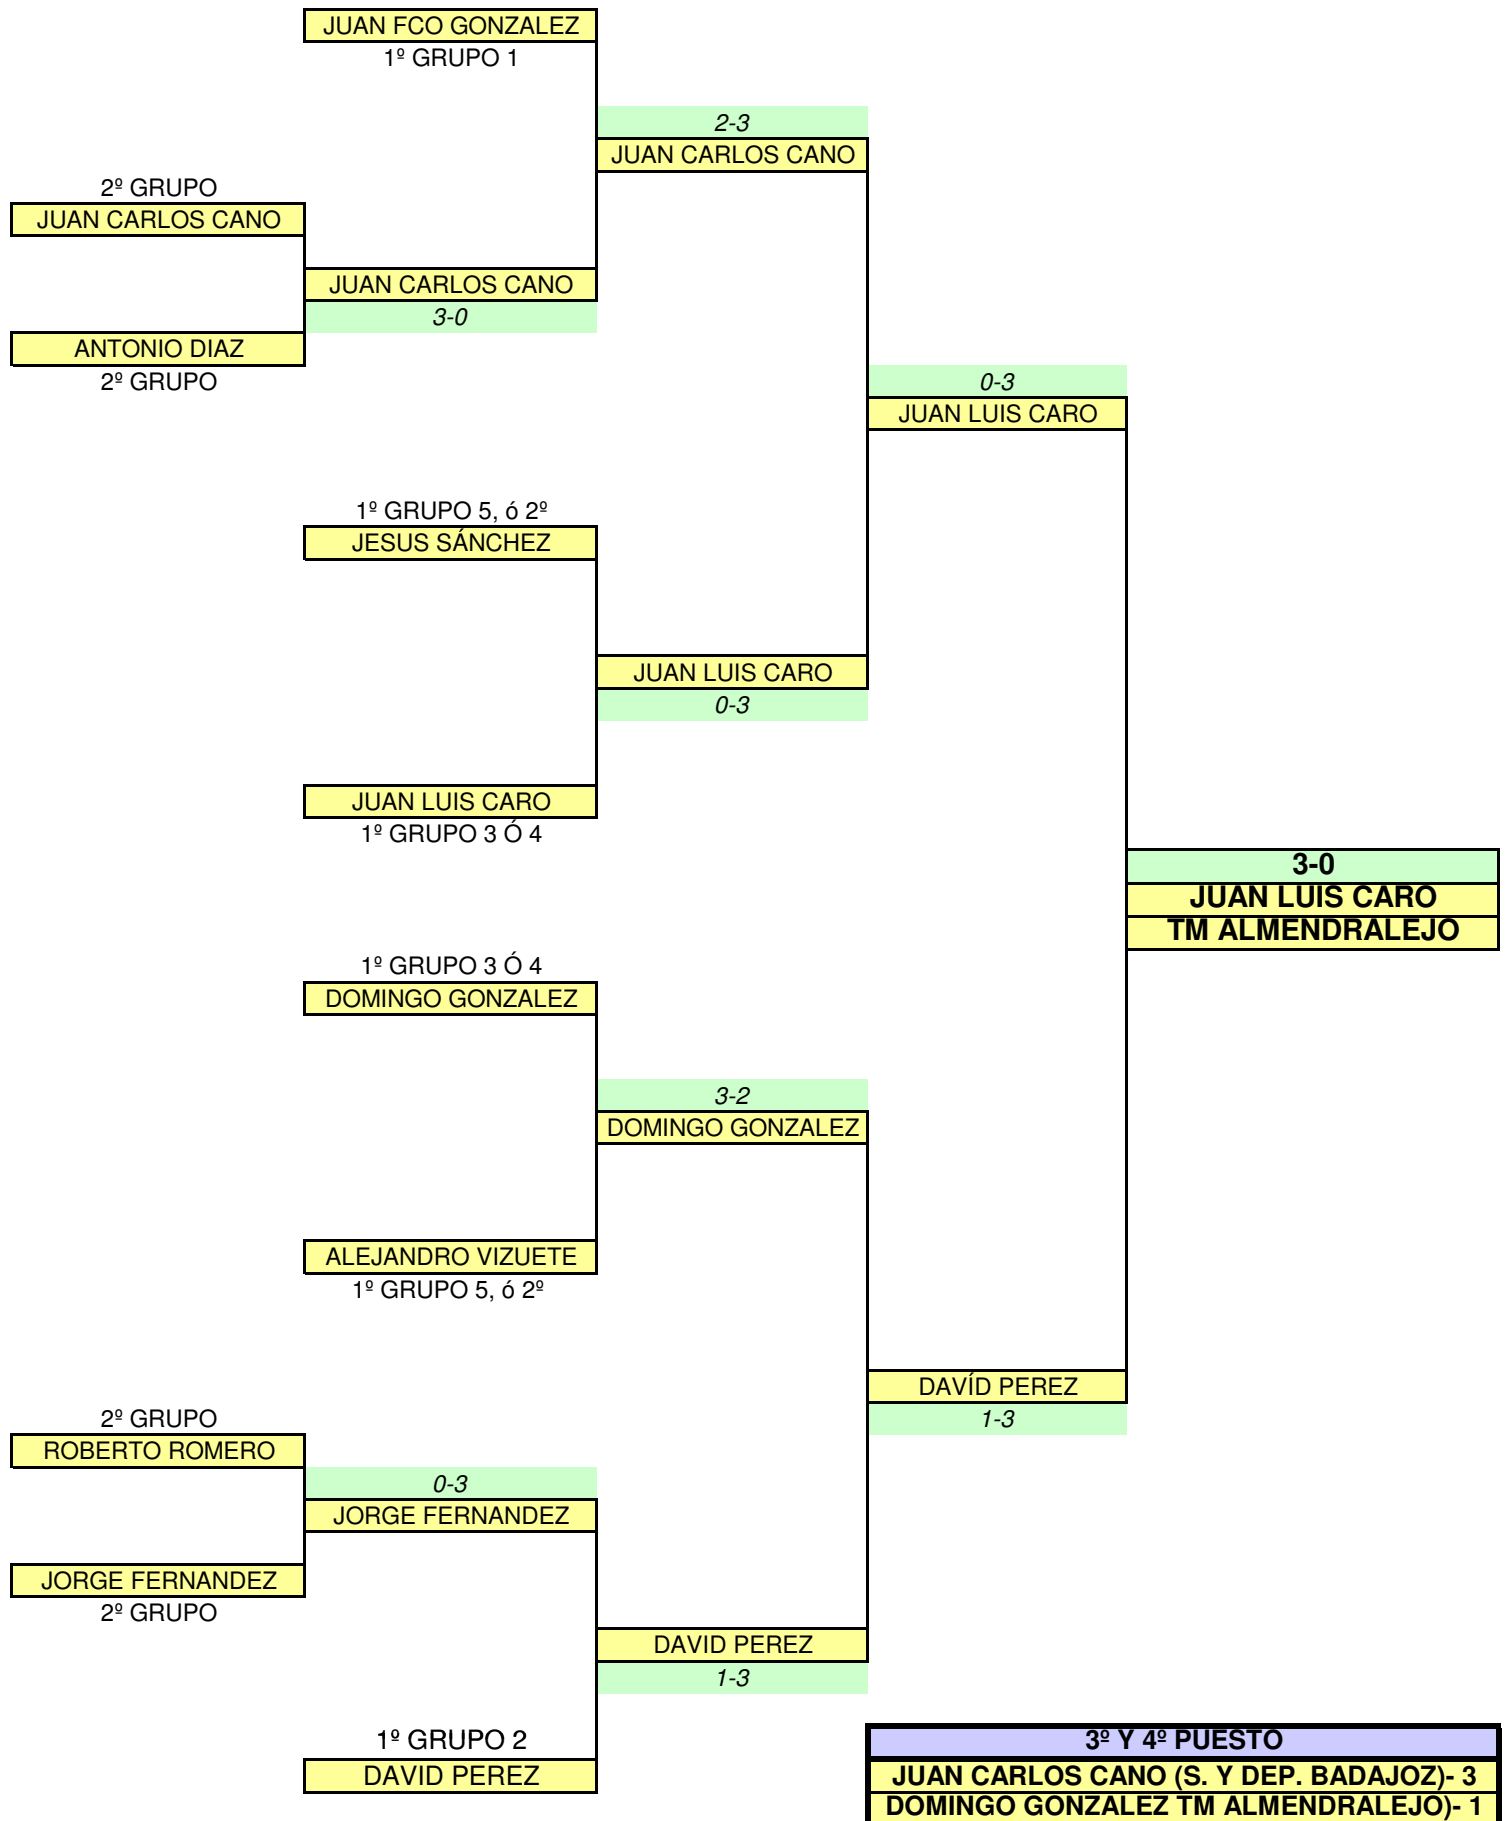 JUAN FCO GONZALEZ
1º GRUPO 1
2-3
JUAN CARLOS CANO
2º GRUPO
JUAN CARLOS CANO
JUAN CARLOS CANO
3-0
ANTONIO DIAZ
2º GRUPO
0-3
JUAN LUIS CARO
1º GRUPO 5, ó 2º
JESUS SÁNCHEZ
JUAN LUIS CARO
0-3
JUAN LUIS CARO
1º GRUPO 3 Ó 4
3-0
JUAN LUIS CARO
TM ALMENDRALEJO
1º GRUPO 3 Ó 4
DOMINGO GONZALEZ
3-2
DOMINGO GONZALEZ
ALEJANDRO VIZUETE
1º GRUPO 5, ó 2º
DAVÍD PEREZ
1-3
2º GRUPO
ROBERTO ROMERO
0-3
JORGE FERNANDEZ
JORGE FERNANDEZ
2º GRUPO
DAVID PEREZ
1-3
1º GRUPO 2
DAVID PEREZ
3º Y 4º PUESTO
JUAN CARLOS CANO (S. Y DEP. BADAJOZ)- 3
DOMINGO GONZALEZ TM ALMENDRALEJO)- 1